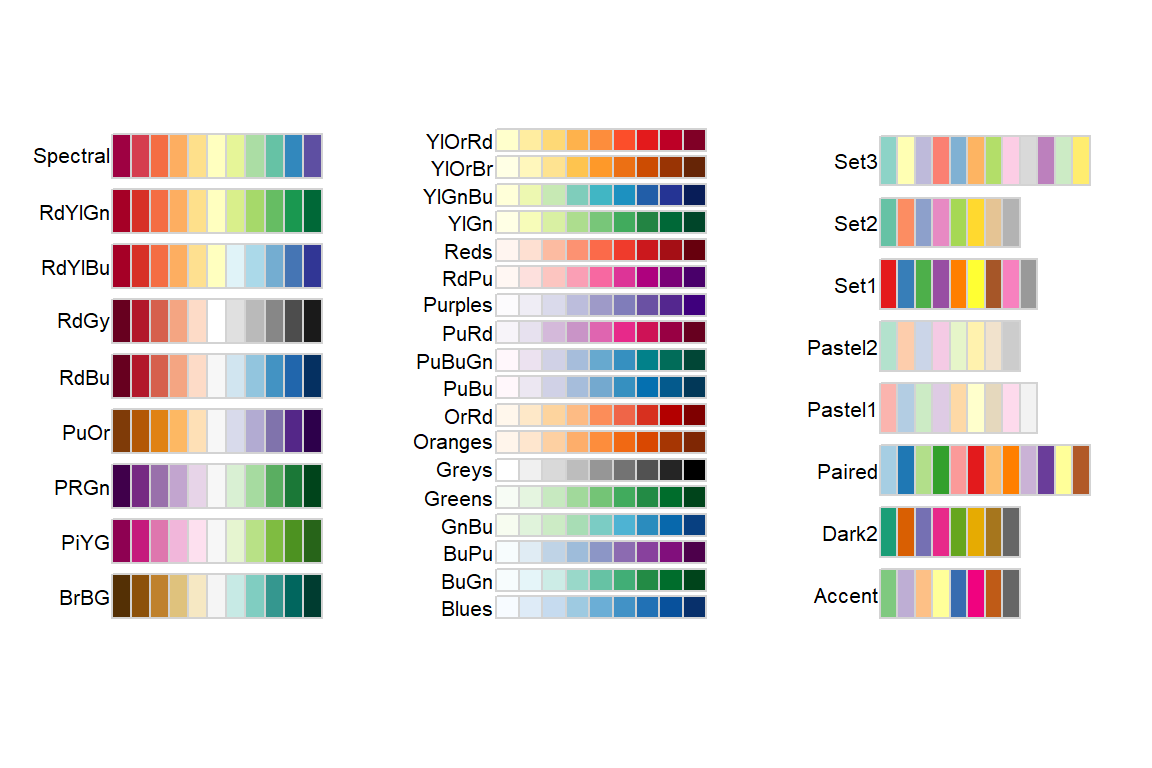 Spectral
RdYlGn
RdYlBu
RdGy
RdBu
PuOr
PRGn
PiYG
BrBG
YlOrRd
YlOrBr
YlGnBu
YlGn
Reds
RdPu
Purples
PuRd
PuBuGn
PuBu
OrRd
Oranges
Greys
Greens
GnBu
BuPu
BuGn
Blues
Set3
Set2
Set1
Pastel2
Pastel1
Paired
Dark2
Accent